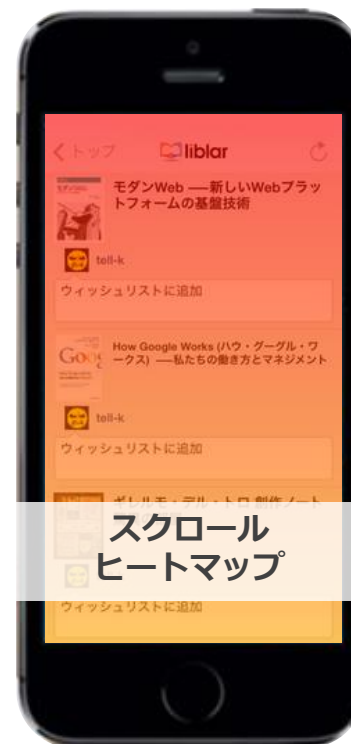 トップ
liblar
モダンWeb ―新しいWebプラッ
トフォームの基盤技術
tell-k
ウィッシュリストに追加
How Google Works (ハウ・グーグル・ワ
ークス) ―私たちの働き方とマネジメント
tell-k
ウィッシュリストに追加
ギレルモ・デル・トロ 創作ノート
スクロール
ヒートマップ
ウィッシュリストに追加